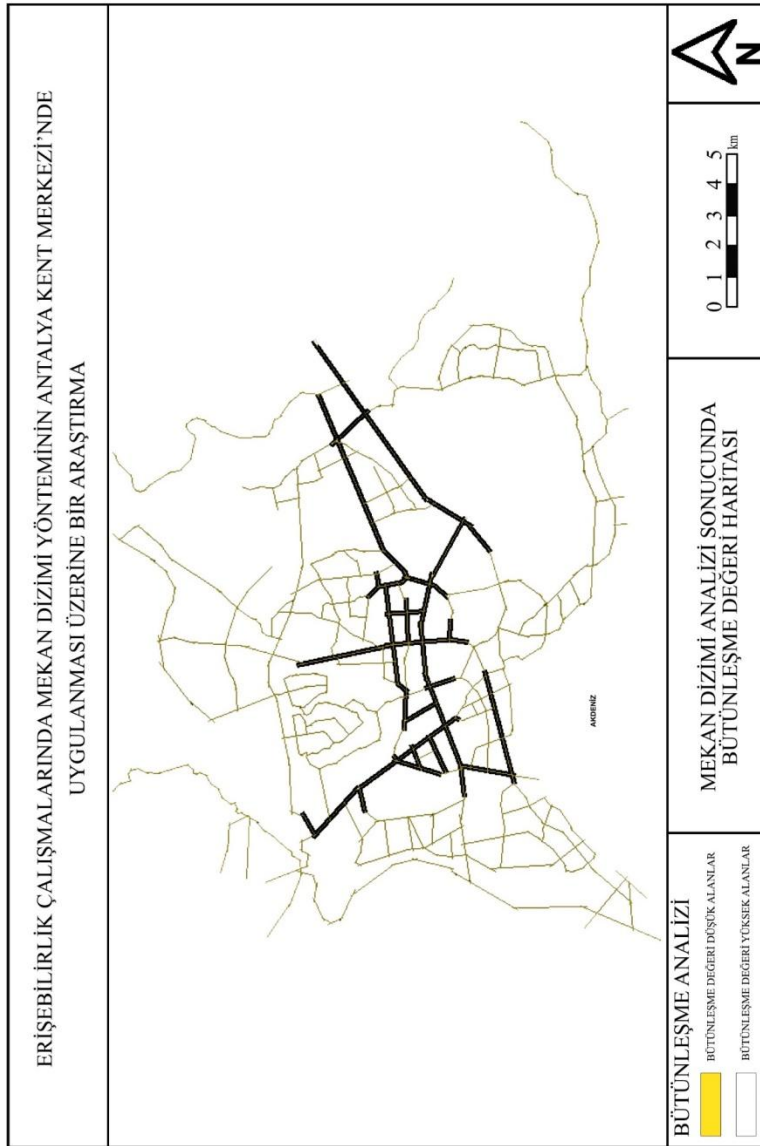 ERİŞEBİLİRLİK ÇALIŞMALARINDA MEKAN DİZİMİ YÖNTEMİNİN ANTALYA KENT MERKEZİ'NDE
UYGULANMASI ÜZERİNE BİR ARAŞTIRMA
AKDENİZ
BÜTÜNLEŞME ANALİZİ
BÜTÜNLEŞME DEĞERİ DÜŞÜK ALANLAR
BÜTÜNLEŞME DEĞERİ YÜKSEK ALANLAR
MEKAN DİZİMİ ANALİZİ SONUCUNDA
BÜTÜNLEŞME DEĞERİ HARİTASI
0 1 2 3 4 5
km
N